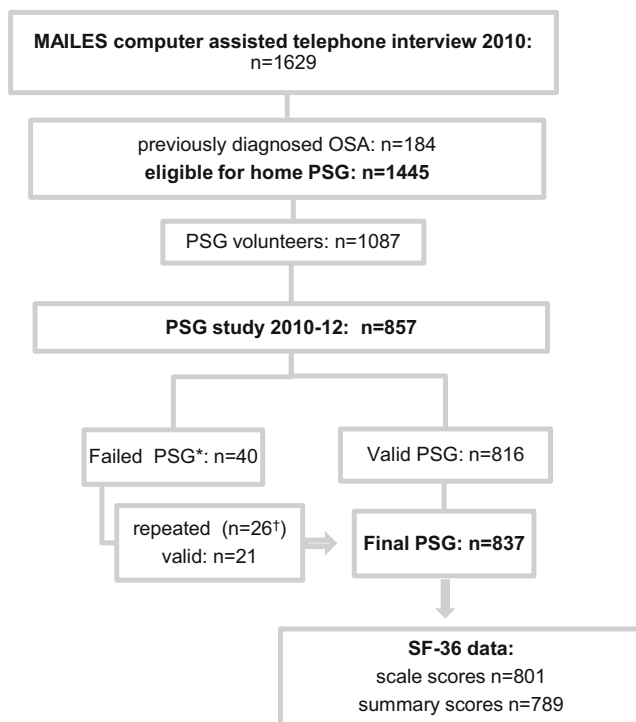 MAILES computer assisted telephone interview 2010:
n=1629
previously diagnosed OSA: n=184
eligible for home PSG: n=1445
PSG volunteers: n=1087
PSG study 2010-12: n=857
Failed PSG*: n=40
Valid PSG: n=816
repeated (n=26†)
valid: n=21
Final PSG: n=837
SF-36 data:
scale scores n=801
summary scores n=789